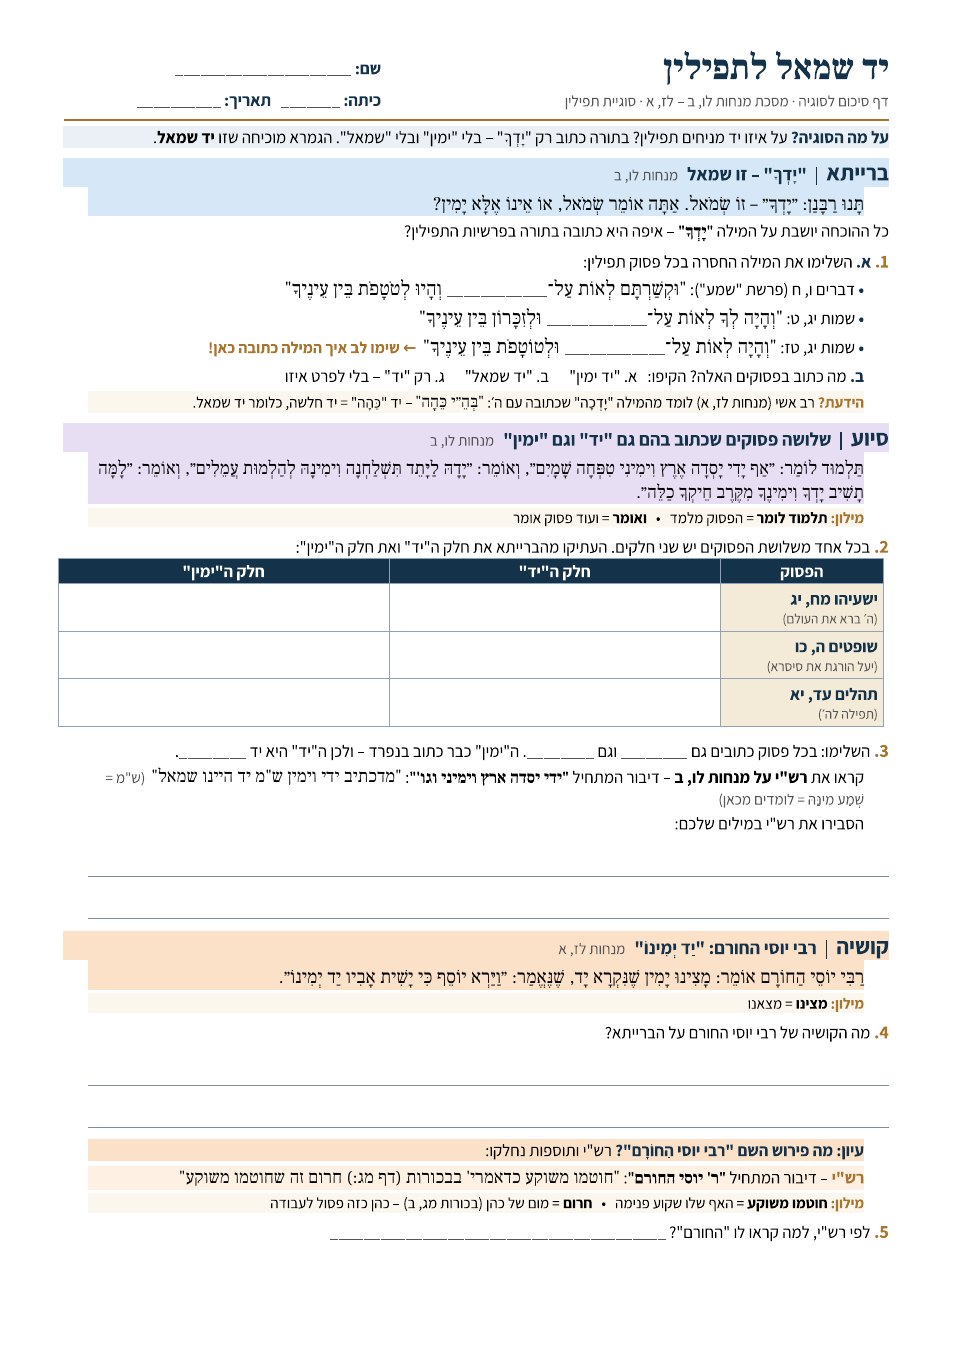 יד שמאל לתפילין
שם: _____________________
דף סיכום לסוגיה · מסכת מנחות לו, ב – לז, א · סוגיית תפילין
כיתה: _______ תאריך: __________
על מה הסוגיה? על איזו יד מניחים תפילין? בתורה כתוב רק "יָדְךָ" – בלי "ימין" ובלי "שמאל". הגמרא מוכיחה שזו יד שמאל.
ברייתא | "יָדְךָ" – זו שמאל מנחות לו, ב
תָּנוּ רַבָּנַן: ״יָדְךָ״ – זוֹ שְׂמֹאל. אַתָּה אוֹמֵר שְׂמֹאל, אוֹ אֵינוֹ אֶלָּא יָמִין?
כל ההוכחה יושבת על המילה "יָדְךָ" – איפה היא כתובה בתורה בפרשיות התפילין?
1. א. השלימו את המילה החסרה בכל פסוק תפילין:
• דברים ו, ח (פרשת "שמע"): "וּקְשַׁרְתָּם לְאוֹת עַל־____________ וְהָיוּ לְטֹטָפֹת בֵּין עֵינֶיךָ"
• שמות יג, ט: "וְהָיָה לְךָ לְאוֹת עַל־____________ וּלְזִכָּרוֹן בֵּין עֵינֶיךָ"
• שמות יג, טז: "וְהָיָה לְאוֹת עַל־____________ וּלְטוֹטָפֹת בֵּין עֵינֶיךָ" ← שימו לב איך המילה כתובה כאן!
ב. מה כתוב בפסוקים האלה? הקיפו: א. "יד ימין" ב. "יד שמאל" ג. רק "יד" – בלי לפרט איזו
הידעת? רב אשי (מנחות לז, א) לומד מהמילה "יָדְכָה" שכתובה עם ה': "בְּהֵ״י כֵּהָה" – יד "כֵּהָה" = יד חלשה, כלומר יד שמאל.
סיוע | שלושה פסוקים שכתוב בהם גם "יד" וגם "ימין" מנחות לו, ב
תַּלְמוּד לוֹמַר: ״אַף יָדִי יָסְדָה אֶרֶץ וִימִינִי טִפְּחָה שָׁמָיִם״, וְאוֹמֵר: ״יָדָהּ לַיָּתֵד תִּשְׁלַחְנָה וִימִינָהּ לְהַלְמוּת עֲמֵלִים״, וְאוֹמֵר: ״לָמָּה
תָשִׁיב יָדְךָ וִימִינֶךָ מִקֶּרֶב חֵיקְךָ כַלֵּה״.
מילון: תלמוד לומר = הפסוק מלמד • ואומר = ועוד פסוק אומר
2. בכל אחד משלושת הפסוקים יש שני חלקים. העתיקו מהברייתא את חלק ה"יד" ואת חלק ה"ימין":
הפסוק חלק ה"יד" חלק ה"ימין"
ישעיהו מח, יג
(ה' ברא את העולם)
שופטים ה, כו
(יעל הורגת את סיסרא)
תהלים עד, יא
(תפילה לה')
3. השלימו: בכל פסוק כתובים גם ________ וגם ________. ה"ימין" כבר כתוב בנפרד – ולכן ה"יד" היא יד ________.
קראו את רש"י על מנחות לו, ב – דיבור המתחיל "ידי יסדה ארץ וימיני וגו'": "מדכתיב ידי וימין ש"מ יד היינו שמאל" (ש"מ =
שְׁמַע מינַהּ = לומדים מכאן)
הסבירו את רש"י במילים שלכם:
קושיה | רבי יוסי החורם: "יַד יְמִינוֹ" מנחות לז, א
רַבִּי יוֹסֵי הַחוֹרָם אוֹמֵר: מָצִינוּ יָמִין שֶׁנִּקְרָא יָד, שֶׁנֶּאֱמַר: ״וַיַּרְא יוֹסֵף כִּי יָשִׁית אָבִיו יַד יְמִינוֹ״.
מילון: מצינו = מצאנו
4. מה הקושיה של רבי יוסי החורם על הברייתא?
עיון: מה פירוש השם "רבי יוסי החוֹרָם"? רש"י ותוספות נחלקו:
רש"י – דיבור המתחיל "ר' יוסי החורם": "חוטמו משוקע כדאמרי' בבכורות (דף מג:) חרום זה שחוטמו משוקע"
מילון: חוטמו משוקע = האף שלו שקוע פנימה • חרום = מום של כהן (בכורות מג, ב) – כהן כזה פסול לעבודה
5. לפי רש"י, למה קראו לו "החורם"? ________________________________________